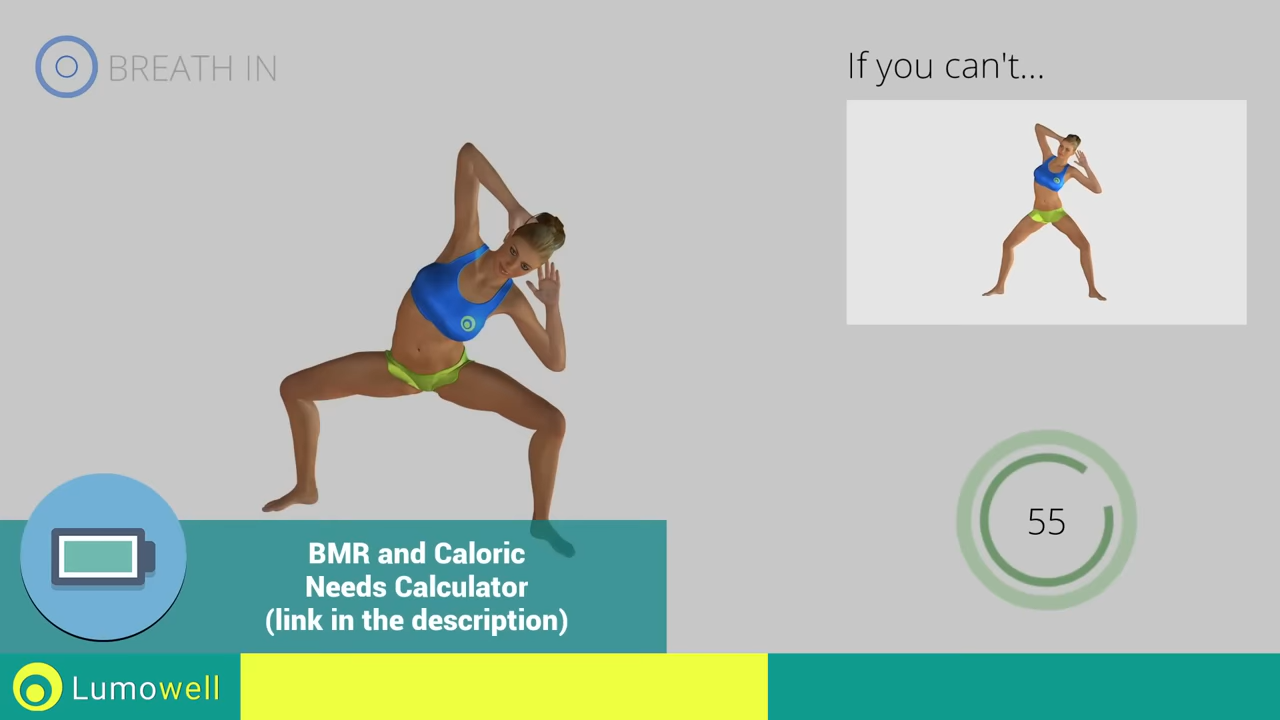 BREATH IN
If you can't...
55
BMR and Caloric
Needs Calculator
(link in the description)
Lumowell